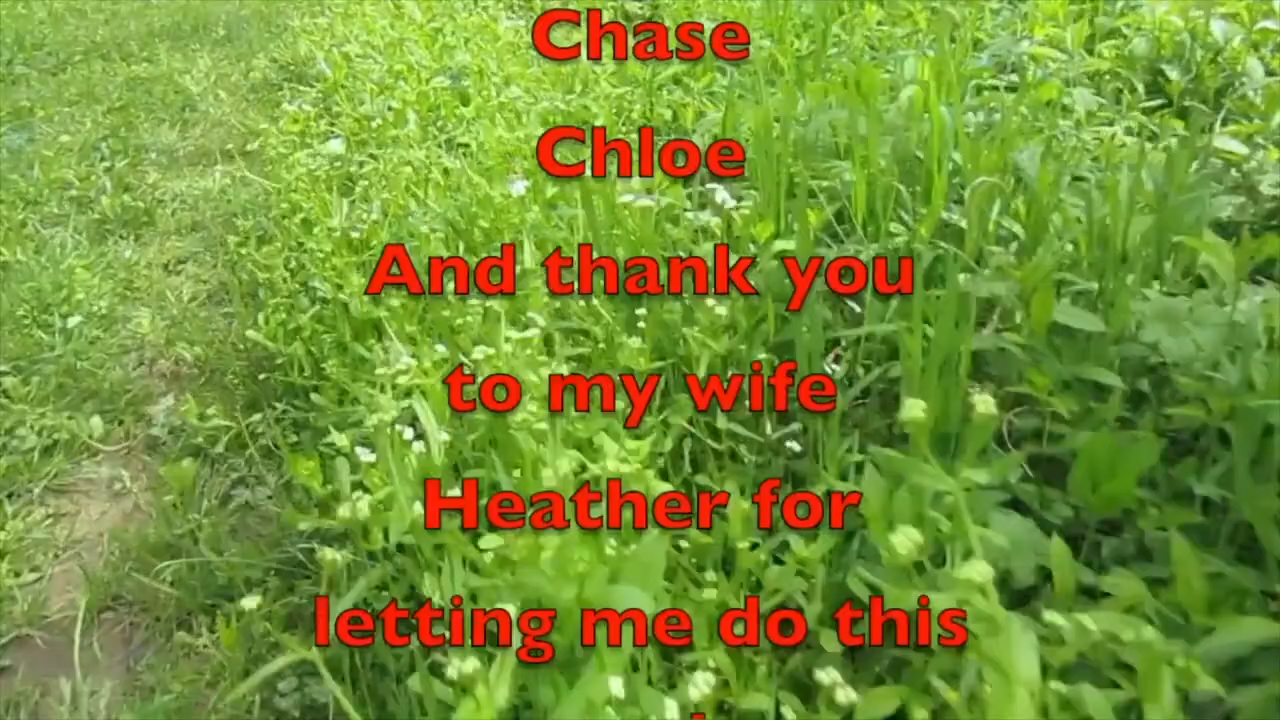 Chase
Chloe
And thank you
to my wife
Heather for
letting me do this